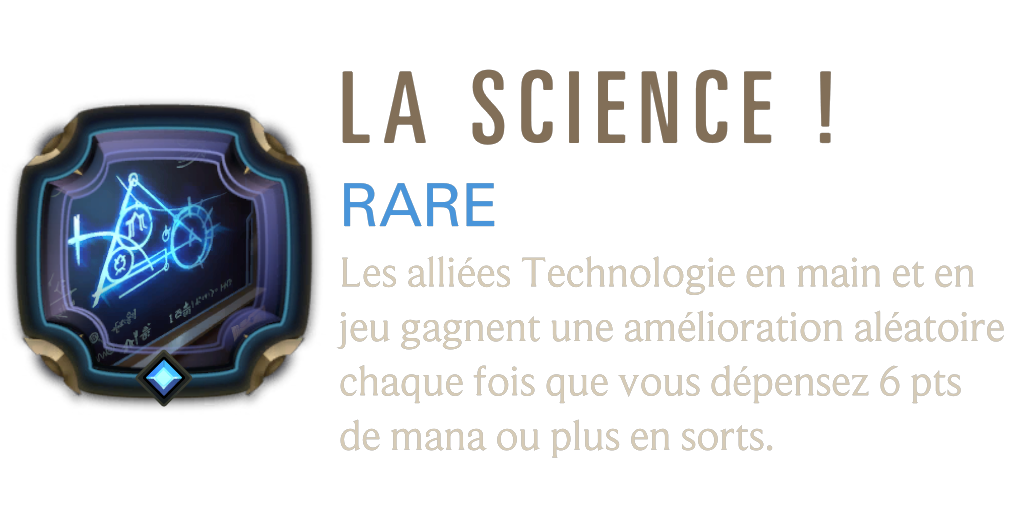 LA SCIENCE !
RARE
Les alliées Technologie en main et en
jeu gagnent une amélioration aléatoire
chaque fois que vous dépensez 6 pts
de mana ou plus en sorts.